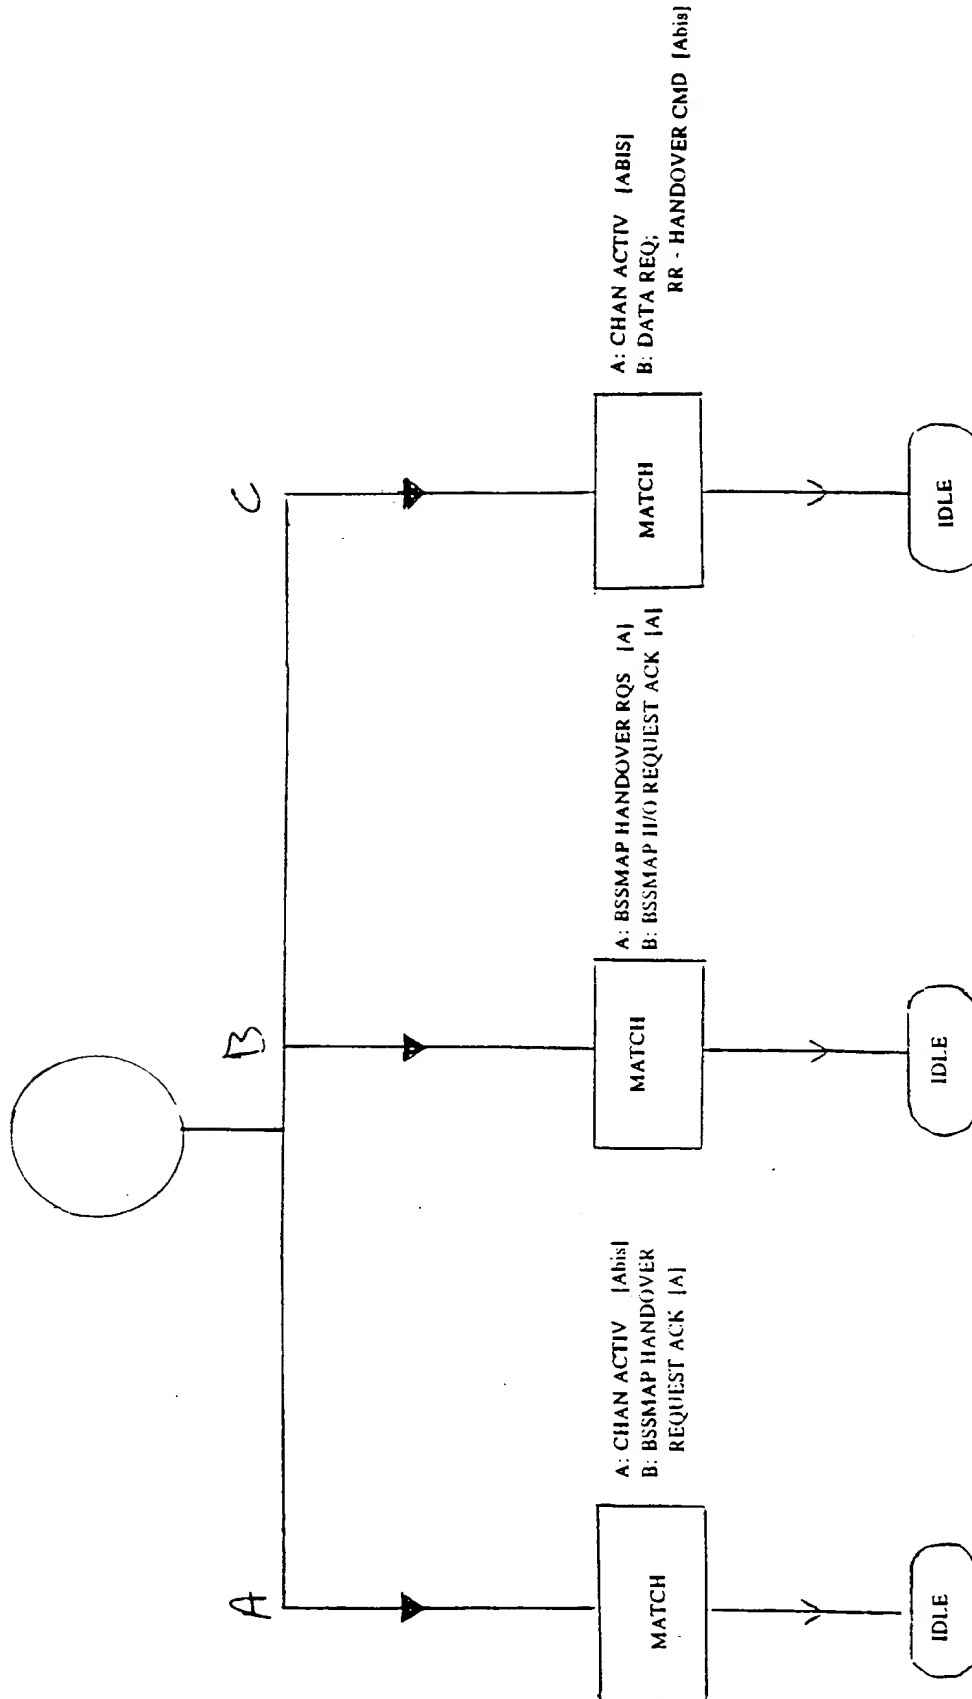 A
B
C
MATCH
A: CHAN ACTIV [Abis]
B: BSSMAP HANDOVER
REQUEST ACK [A]
MATCH
A: BSSMAP HANDOVER RQS [A]
B: BSSMAP H/O REQUEST ACK [A]
MATCH
A: CHAN ACTIV [ABIS]
B: DATA REQ;
RR - HANDOVER CMD [Abis]
IDLE
IDLE
IDLE